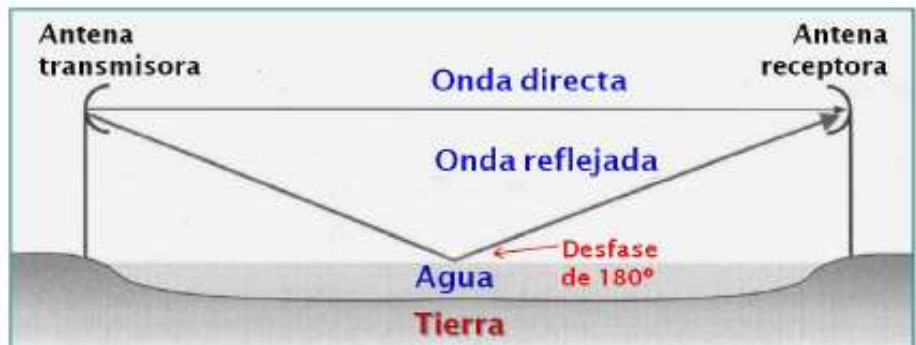 Antena
transmisora
Antena
receptora
Onda directa
Onda reflejada
Desfase
de 180º
Agua
Tierra